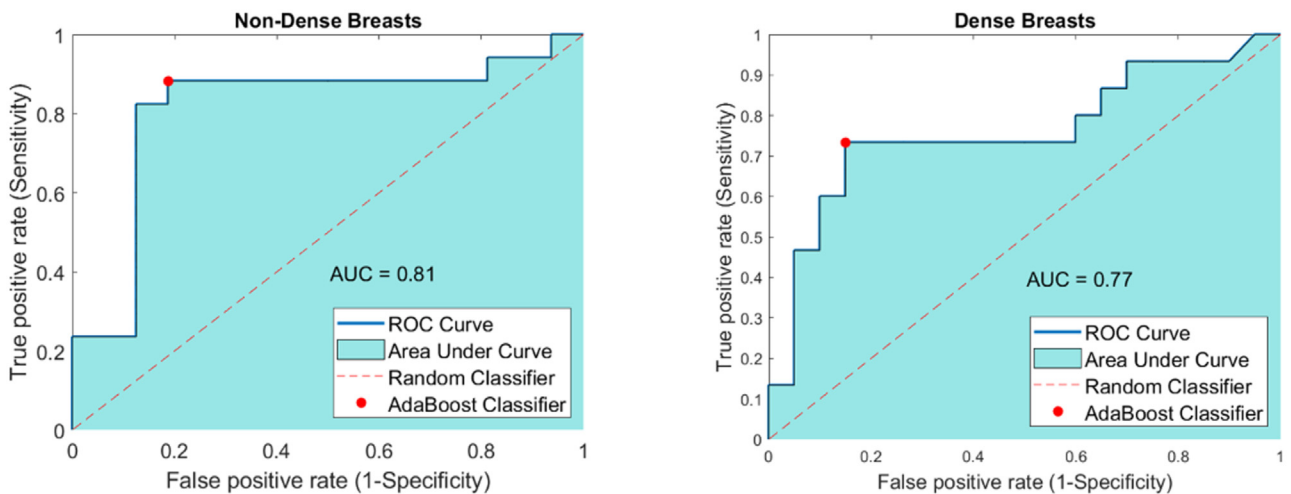 Non-Dense Breasts
True positive rate (Sensitivity)
1
0.8
0.6
0.4
0.2
0
AUC = 0.81
ROC Curve
Area Under Curve
Random Classifier
AdaBoost Classifier
0 0.2 0.4 0.6 0.8 1
False positive rate (1-Specificity)
Dense Breasts
True positive rate (Sensitivity)
1
0.9
0.8
0.7
0.6
0.5
0.4
0.3
0.2
0.1
0
AUC = 0.77
ROC Curve
Area Under Curve
Random Classifier
AdaBoost Classifier
0 0.2 0.4 0.6 0.8 1
False positive rate (1-Specificity)